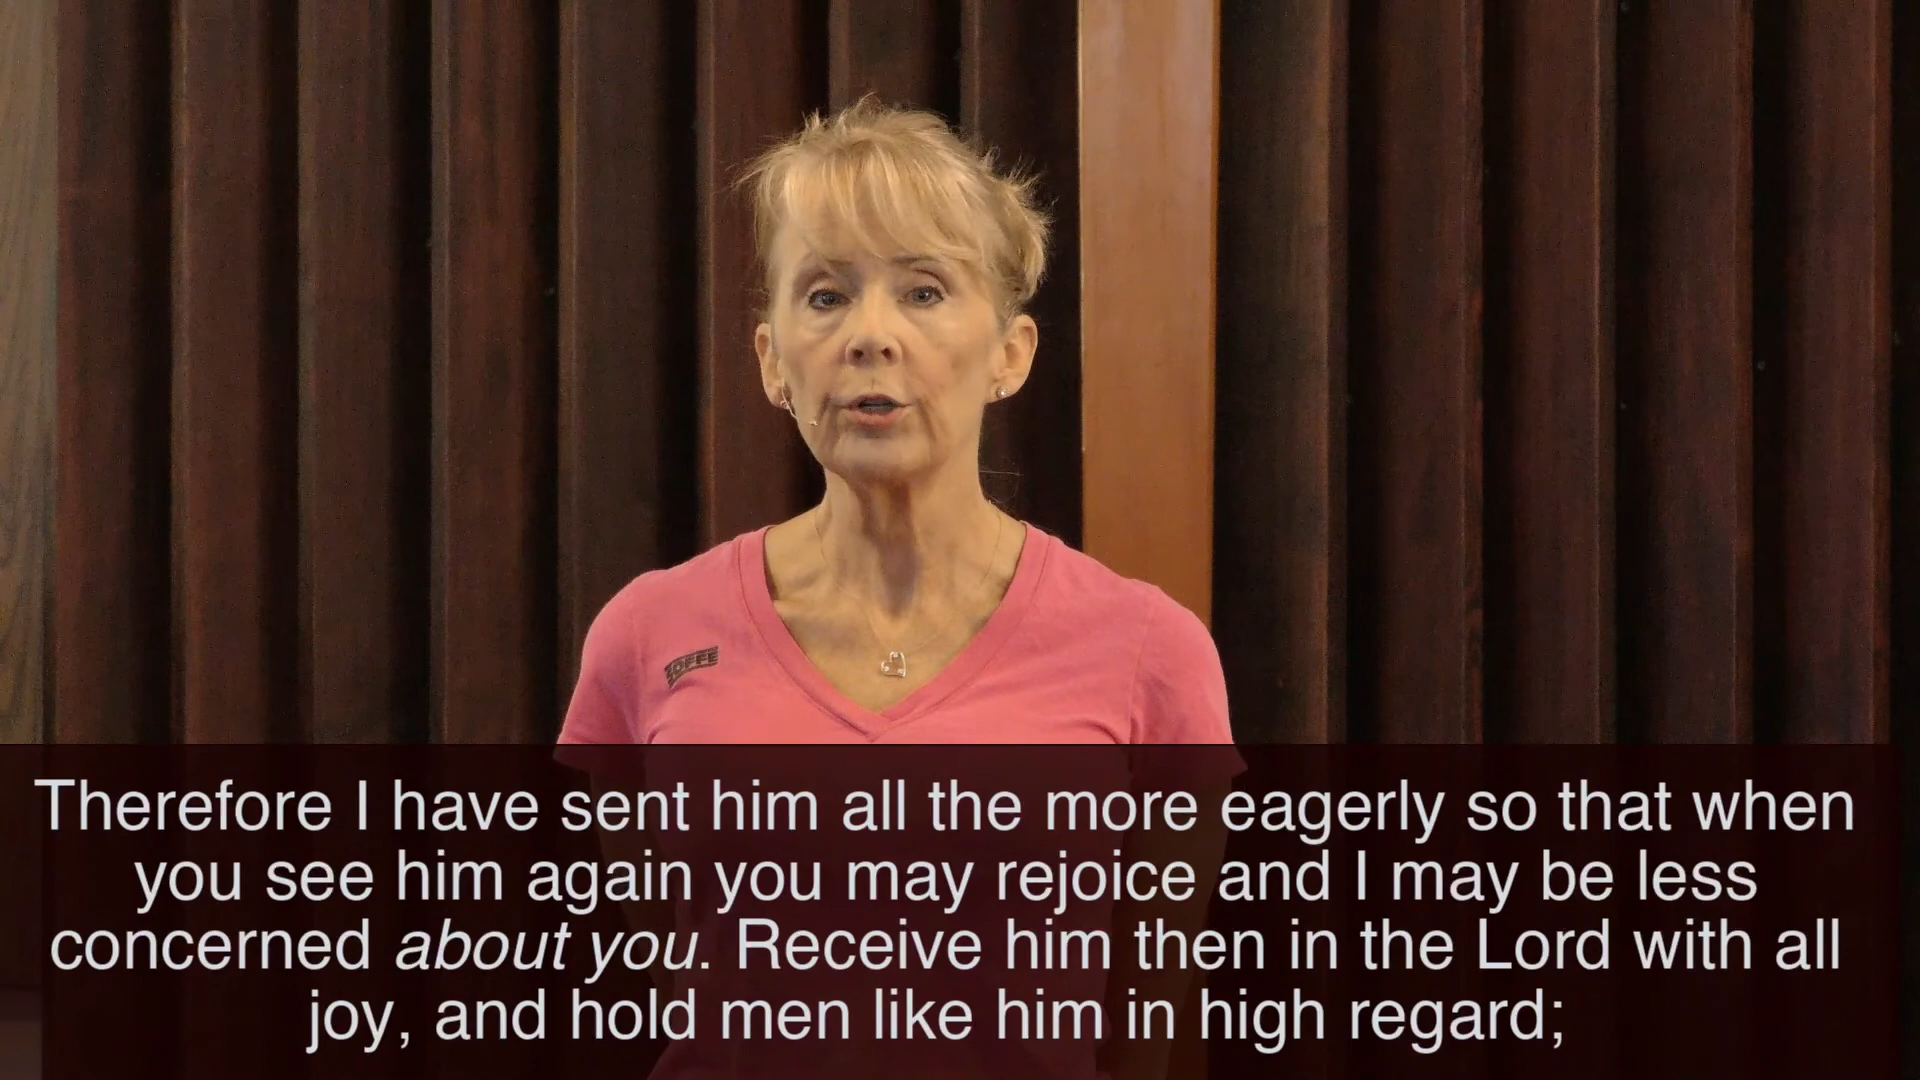 SOFFE
Therefore I have sent him all the more eagerly so that when
you see him again you may rejoice and I may be less
concerned about you. Receive him then in the Lord with all
joy, and hold men like him in high regard;